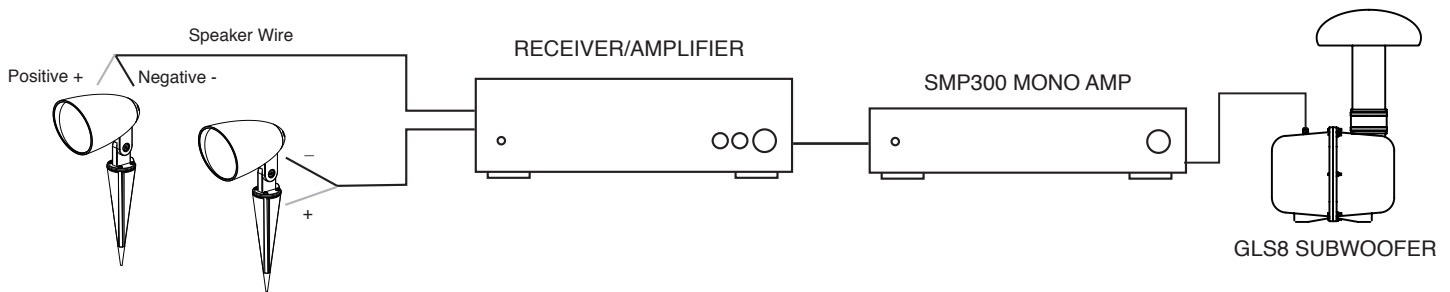 Speaker Wire
Positive +
Negative -
RECEIVER/AMPLIFIER
SMP300 MONO AMP
–
+
GLS8 SUBWOOFER